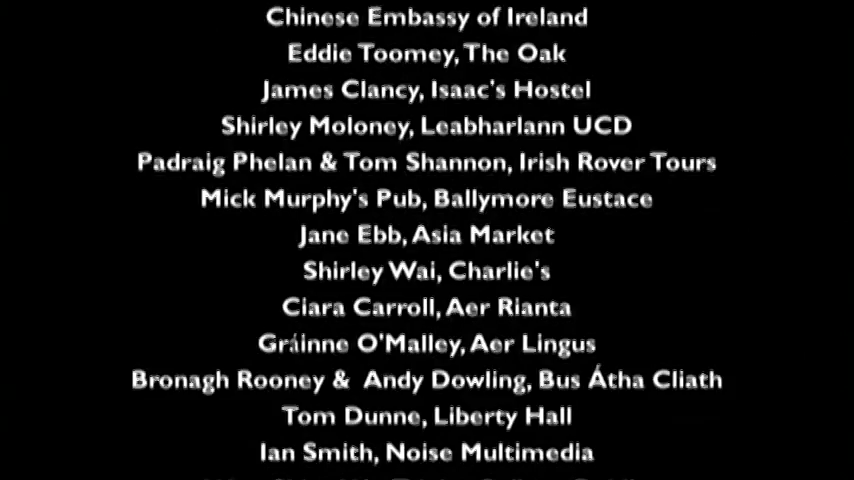 Chinese Embassy of Ireland
Eddie Toomey, The Oak
James Clancy, Isaac's Hostel
Shirley Moloney, Leabharlann UCD
Padraig Phelan & Tom Shannon, Irish Rover Tours
Mick Murphy's Pub, Ballymore Eustace
Jane Ebb, Asia Market
Shirley Wai, Charlie's
Ciara Carroll, Aer Rianta
Gráinne O'Malley, Aer Lingus
Bronagh Rooney & Andy Dowling, Bus Átha Cliath
Tom Dunne, Liberty Hall
Ian Smith, Noise Multimedia